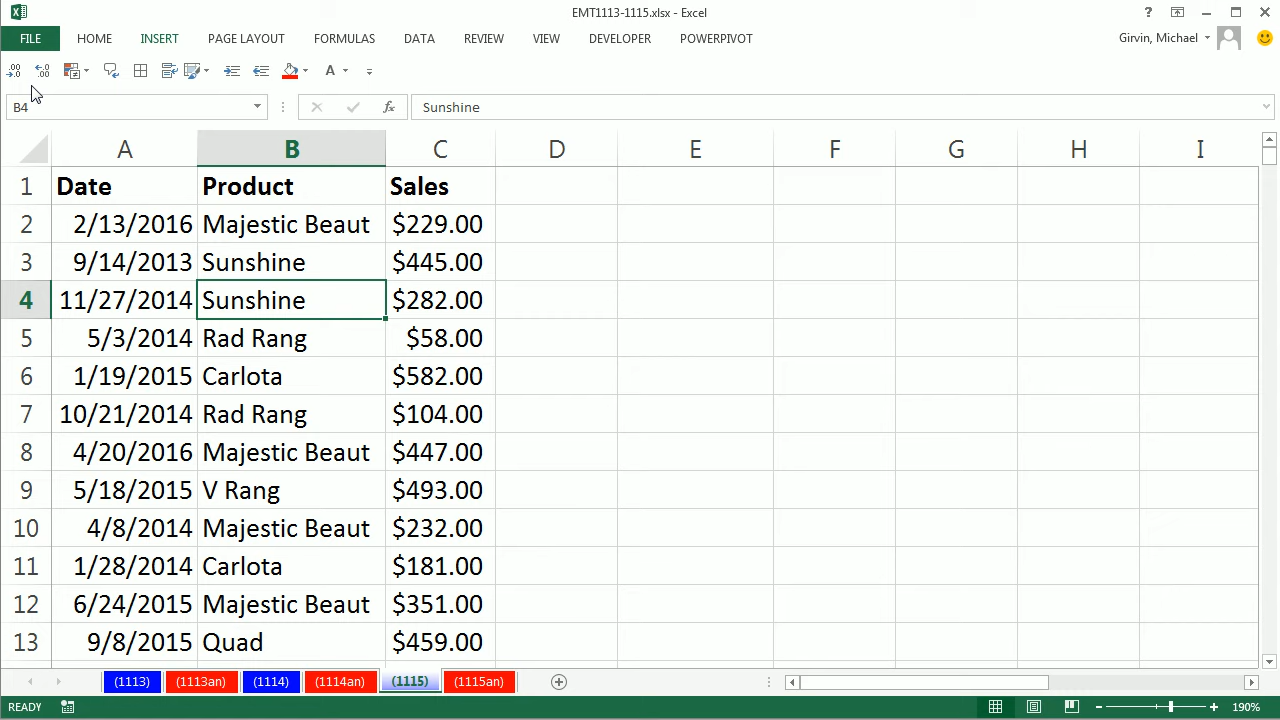 EMT1113-1115.xlsx - Excel
?
FILE HOME INSERT PAGE LAYOUT FORMULAS DATA REVIEW VIEW DEVELOPER POWERPIVOT Girvin, Michael
.00 .0 .00 A
B4 fx Sunshine
A B C D E F G H I
1 Date Product Sales
2 2/13/2016 Majestic Beaut $229.00
3 9/14/2013 Sunshine $445.00
4 11/27/2014 Sunshine $282.00
5 5/3/2014 Rad Rang $58.00
6 1/19/2015 Carlota $582.00
7 10/21/2014 Rad Rang $104.00
8 4/20/2016 Majestic Beaut $447.00
9 5/18/2015 V Rang $493.00
10 4/8/2014 Majestic Beaut $232.00
11 1/28/2014 Carlota $181.00
12 6/24/2015 Majestic Beaut $351.00
13 9/8/2015 Quad $459.00
(1113) (1113an) (1114) (1114an) (1115) (1115an)
READY 190%